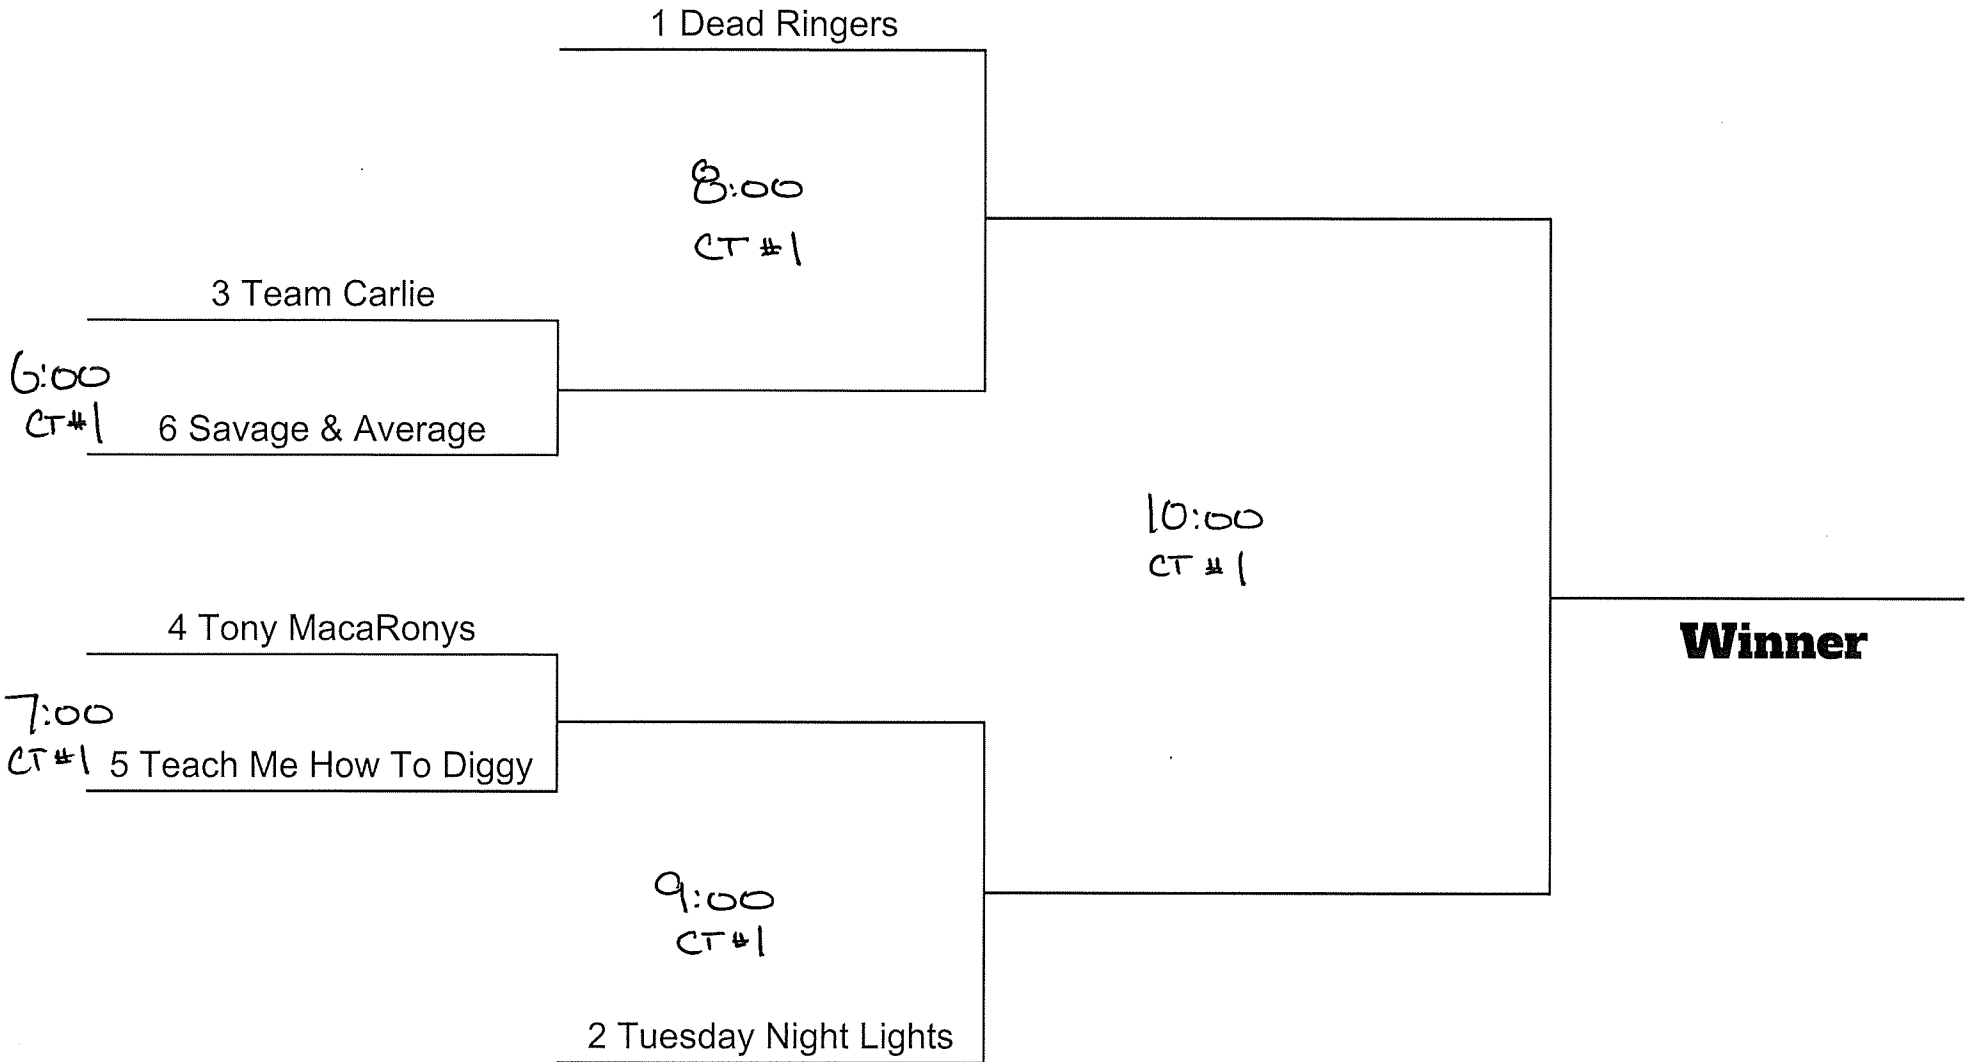 1 Dead Ringers
8:00
CT #1
3 Team Carlie
6:00
CT #1
6 Savage & Average
10:00
CT #1
4 Tony MacaRonys
Winner
7:00
CT #1
5 Teach Me How To Diggy
9:00
CT #1
2 Tuesday Night Lights